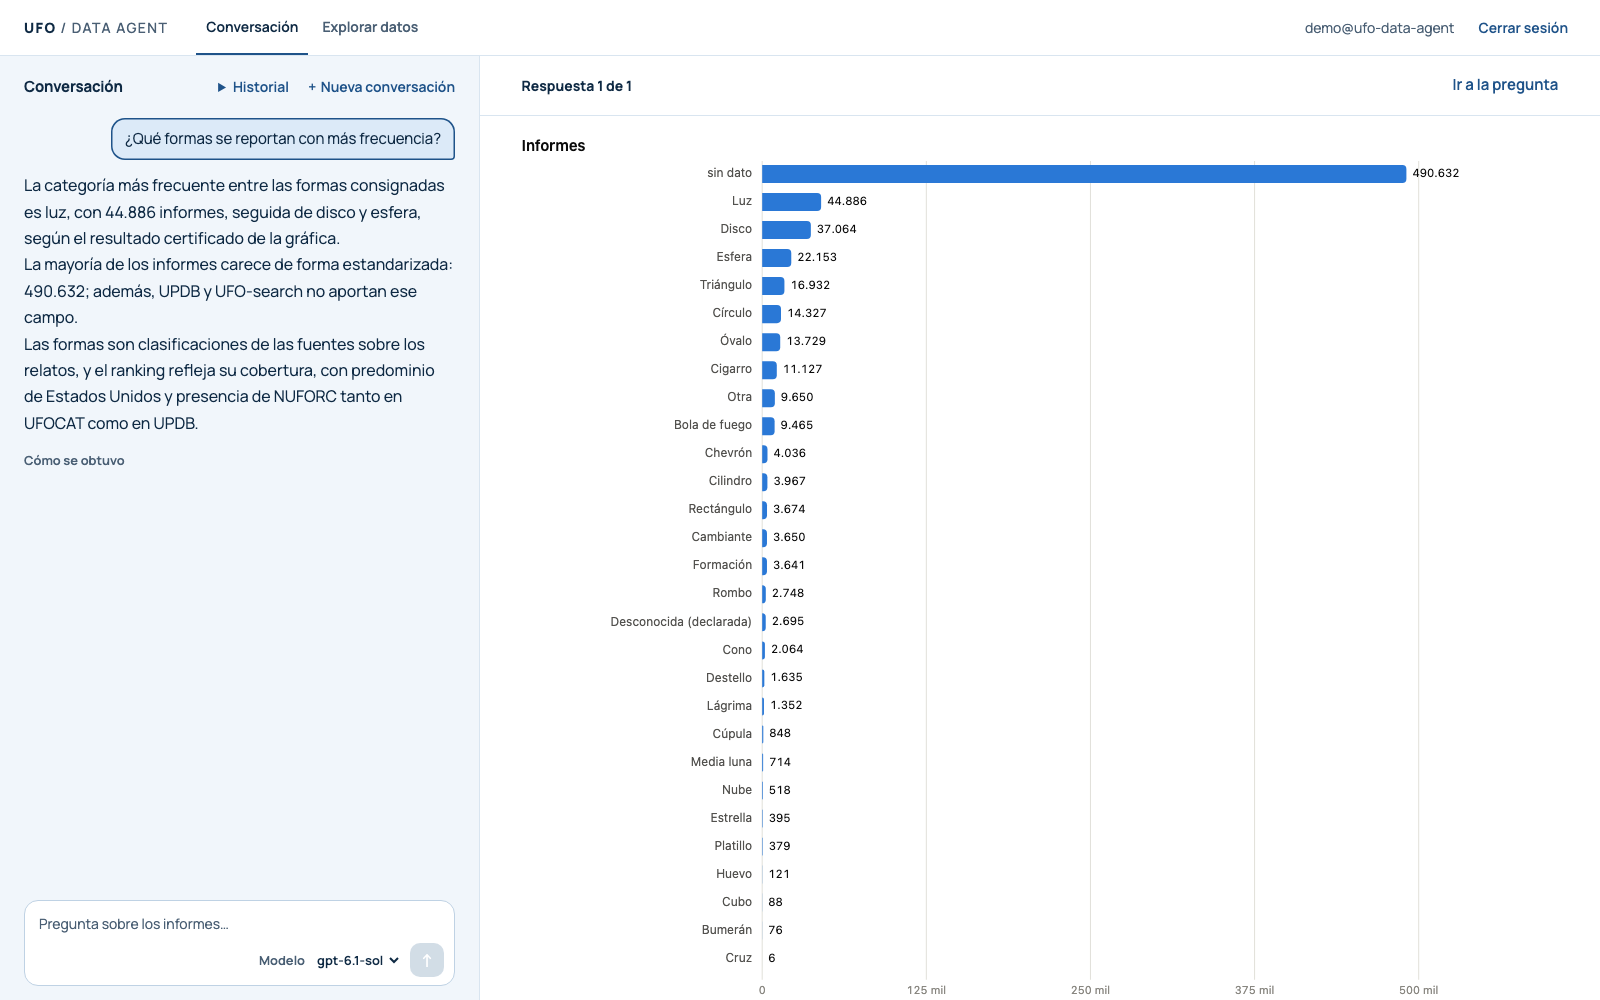 UFO / DATA AGENT
Conversación
Explorar datos
demo@ufo-data-agent
Cerrar sesión
Conversación
▶ Historial
+ Nueva conversación
¿Qué formas se reportan con más frecuencia?
La categoría más frecuente entre las formas consignadas
es luz, con 44.886 informes, seguida de disco y esfera,
según el resultado certificado de la gráfica.
La mayoría de los informes carece de forma estandarizada:
490.632; además, UPDB y UFO-search no aportan ese
campo.
Las formas son clasificaciones de las fuentes sobre los
relatos, y el ranking refleja su cobertura, con predominio
de Estados Unidos y presencia de NUFORC tanto en
UFOCAT como en UPDB.
Cómo se obtuvo
Pregunta sobre los informes…
Modelo gpt-6.1-sol
Respuesta 1 de 1
Ir a la pregunta
Informes
sin dato 490.632
Luz 44.886
Disco 37.064
Esfera 22.153
Triángulo 16.932
Círculo 14.327
Óvalo 13.729
Cigarro 11.127
Otra 9.650
Bola de fuego 9.465
Chevrón 4.036
Cilindro 3.967
Rectángulo 3.674
Cambiante 3.650
Formación 3.641
Rombo 2.748
Desconocida (declarada) 2.695
Cono 2.064
Destello 1.635
Lágrima 1.352
Cúpula 848
Media luna 714
Nube 518
Estrella 395
Platillo 379
Huevo 121
Cubo 88
Bumerán 76
Cruz 6
0 125 mil 250 mil 375 mil 500 mil